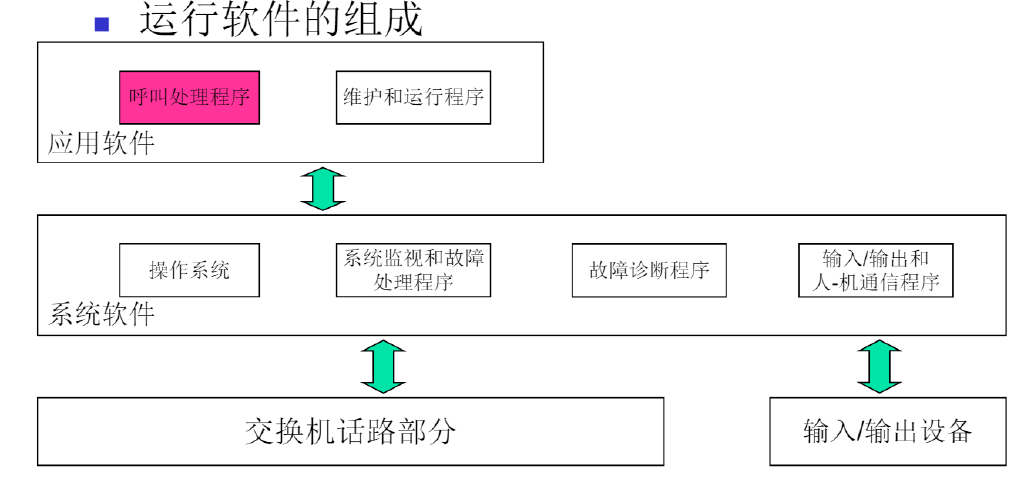 运行软件的组成
呼叫处理程序
维护和运行程序
应用软件
操作系统
系统监视和故障
处理程序
故障诊断程序
输入/输出和
人-机通信程序
系统软件
交换机话路部分
输入/输出设备